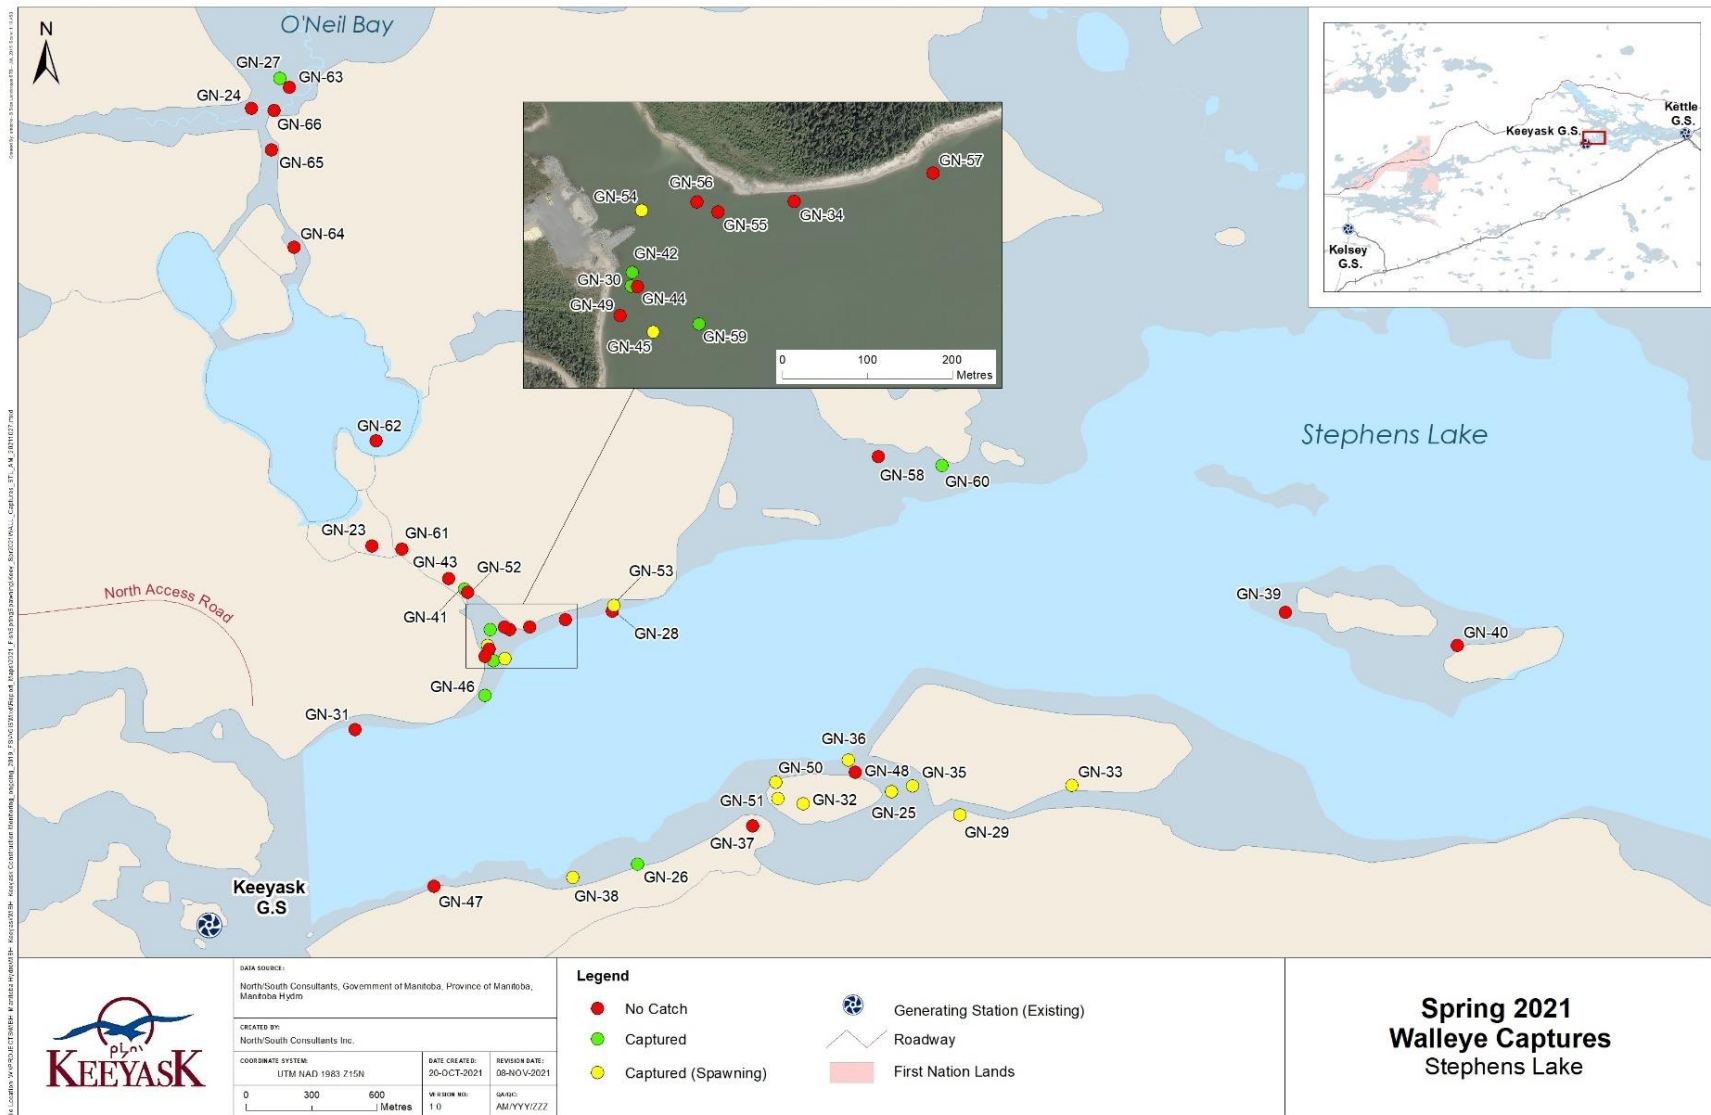 O'Neil Bay
N
GN-27
GN-63
GN-24
GN-66
GN-65
GN-64
GN-62
GN-23
GN-61
GN-43
GN-52
GN-41
GN-53
GN-28
GN-46
GN-31
North Access Road
GN-57
GN-56
GN-54
GN-34
GN-55
GN-42
GN-30
GN-44
GN-49
GN-45
GN-59
0 100 200
Metres
Kettle
G.S.
Keeyask G.S.
Kelsey
G.S.
Stephens Lake
GN-58
GN-60
GN-39
GN-40
GN-36
GN-50
GN-48
GN-35
GN-33
GN-51
GN-32
GN-25
GN-29
GN-37
GN-26
GN-38
GN-47
Keeyask
G.S
KEEYASK
DATA SOURCE:
North/South Consultants, Government of Manitoba, Province of Manitoba,
Manitoba Hydro
CREATED BY:
North/South Consultants Inc.
COORDINATE SYSTEM:
UTM NAD 1983 Z15N
DATE CREATED:
20-OCT-2021
REVISION DATE:
08-NOV-2021
0 300 600
Metres
VERSION NO:
1.0
QA/QC:
AM/YYY/ZZZ
Legend
No Catch
Captured
Captured (Spawning)
Generating Station (Existing)
Roadway
First Nation Lands
Spring 2021
Walleye Captures
Stephens Lake